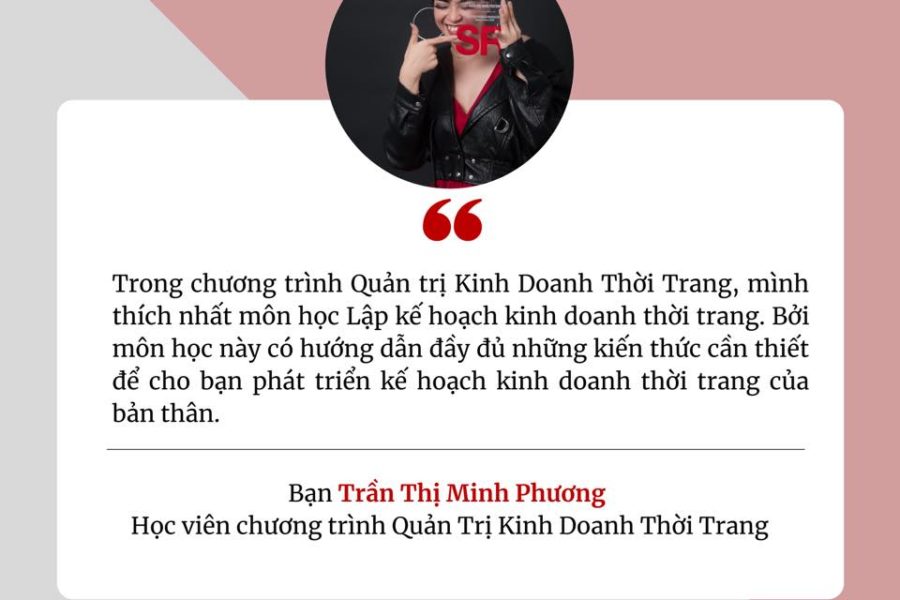 SF
“
Trong chương trình Quản trị Kinh Doanh Thời Trang, mình
thích nhất môn học Lập kế hoạch kinh doanh thời trang. Bởi
môn học này có hướng dẫn đầy đủ những kiến thức cần thiết
để cho bạn phát triển kế hoạch kinh doanh thời trang của
bản thân.
Bạn Trần Thị Minh Phương
Học viên chương trình Quản Trị Kinh Doanh Thời Trang